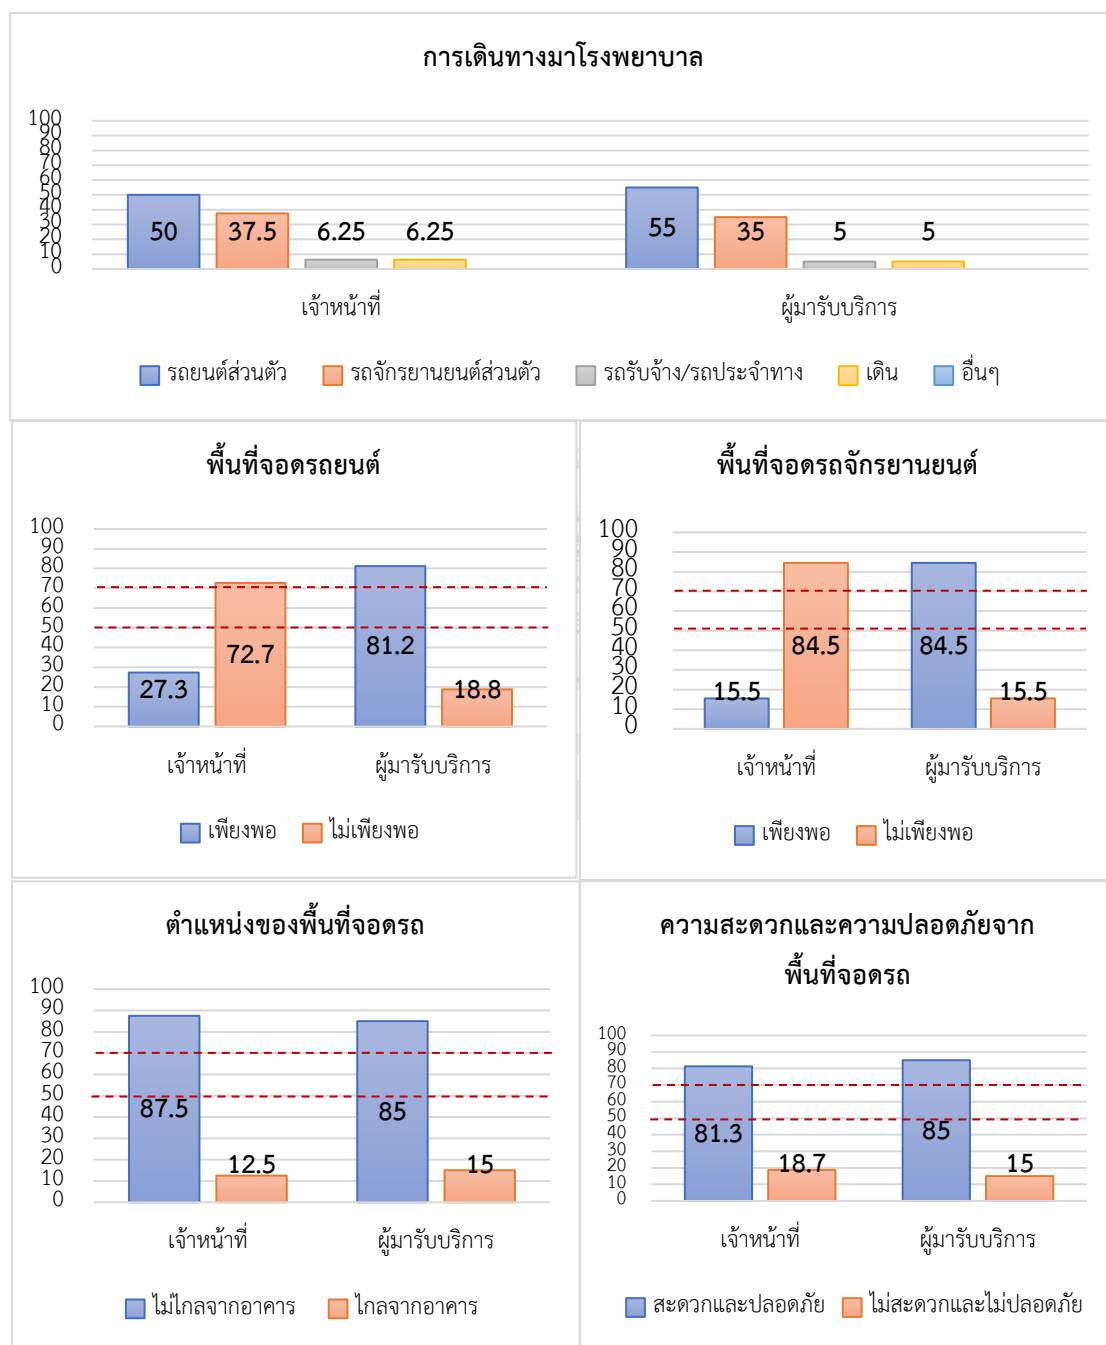 การเดินทางมาโรงพยาบาล
100
90
80
70
60
50
40
30
20
10
0
50 37.5 6.25 6.25 55 35 5 5
เจ้าหน้าที่ ผู้มารับบริการ
รถยนต์ส่วนตัว รถจักรยานยนต์ส่วนตัว รถรับจ้าง/รถประจำทาง เดิน อื่นๆ
พื้นที่จอดรถยนต์
100
90
80
70
60
50
40
30
20
10
0
27.3 72.7 81.2 18.8
เจ้าหน้าที่ ผู้มารับบริการ
เพียงพอ ไม่เพียงพอ
พื้นที่จอดรถจักรยานยนต์
100
90
80
70
60
50
40
30
20
10
0
15.5 84.5 84.5 15.5
เจ้าหน้าที่ ผู้มารับบริการ
เพียงพอ ไม่เพียงพอ
ตำแหน่งของพื้นที่จอดรถ
100
90
80
70
60
50
40
30
20
10
0
87.5 12.5 85 15
เจ้าหน้าที่ ผู้มารับบริการ
ไม่ไกลจากอาคาร ไกลจากอาคาร
ความสะดวกและความปลอดภัยจาก
พื้นที่จอดรถ
100
90
80
70
60
50
40
30
20
10
0
81.3 18.7 85 15
เจ้าหน้าที่ ผู้มารับบริการ
สะดวกและปลอดภัย ไม่สะดวกและไม่ปลอดภัย